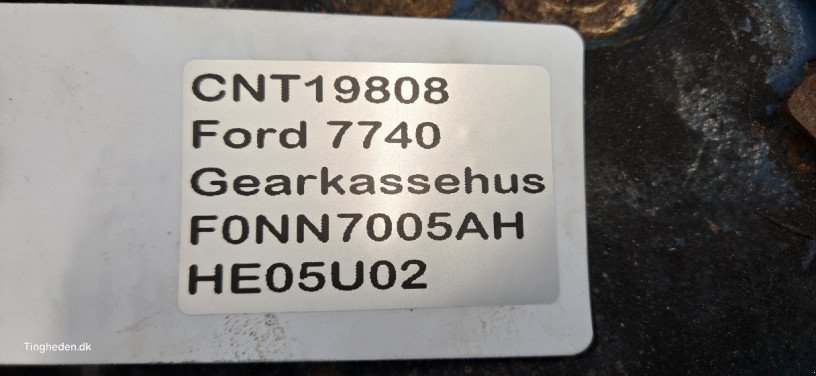 CNT19808
Ford 7740
Gearkassehus
F0NN7005AH
HE05U02
Tingheden.dk